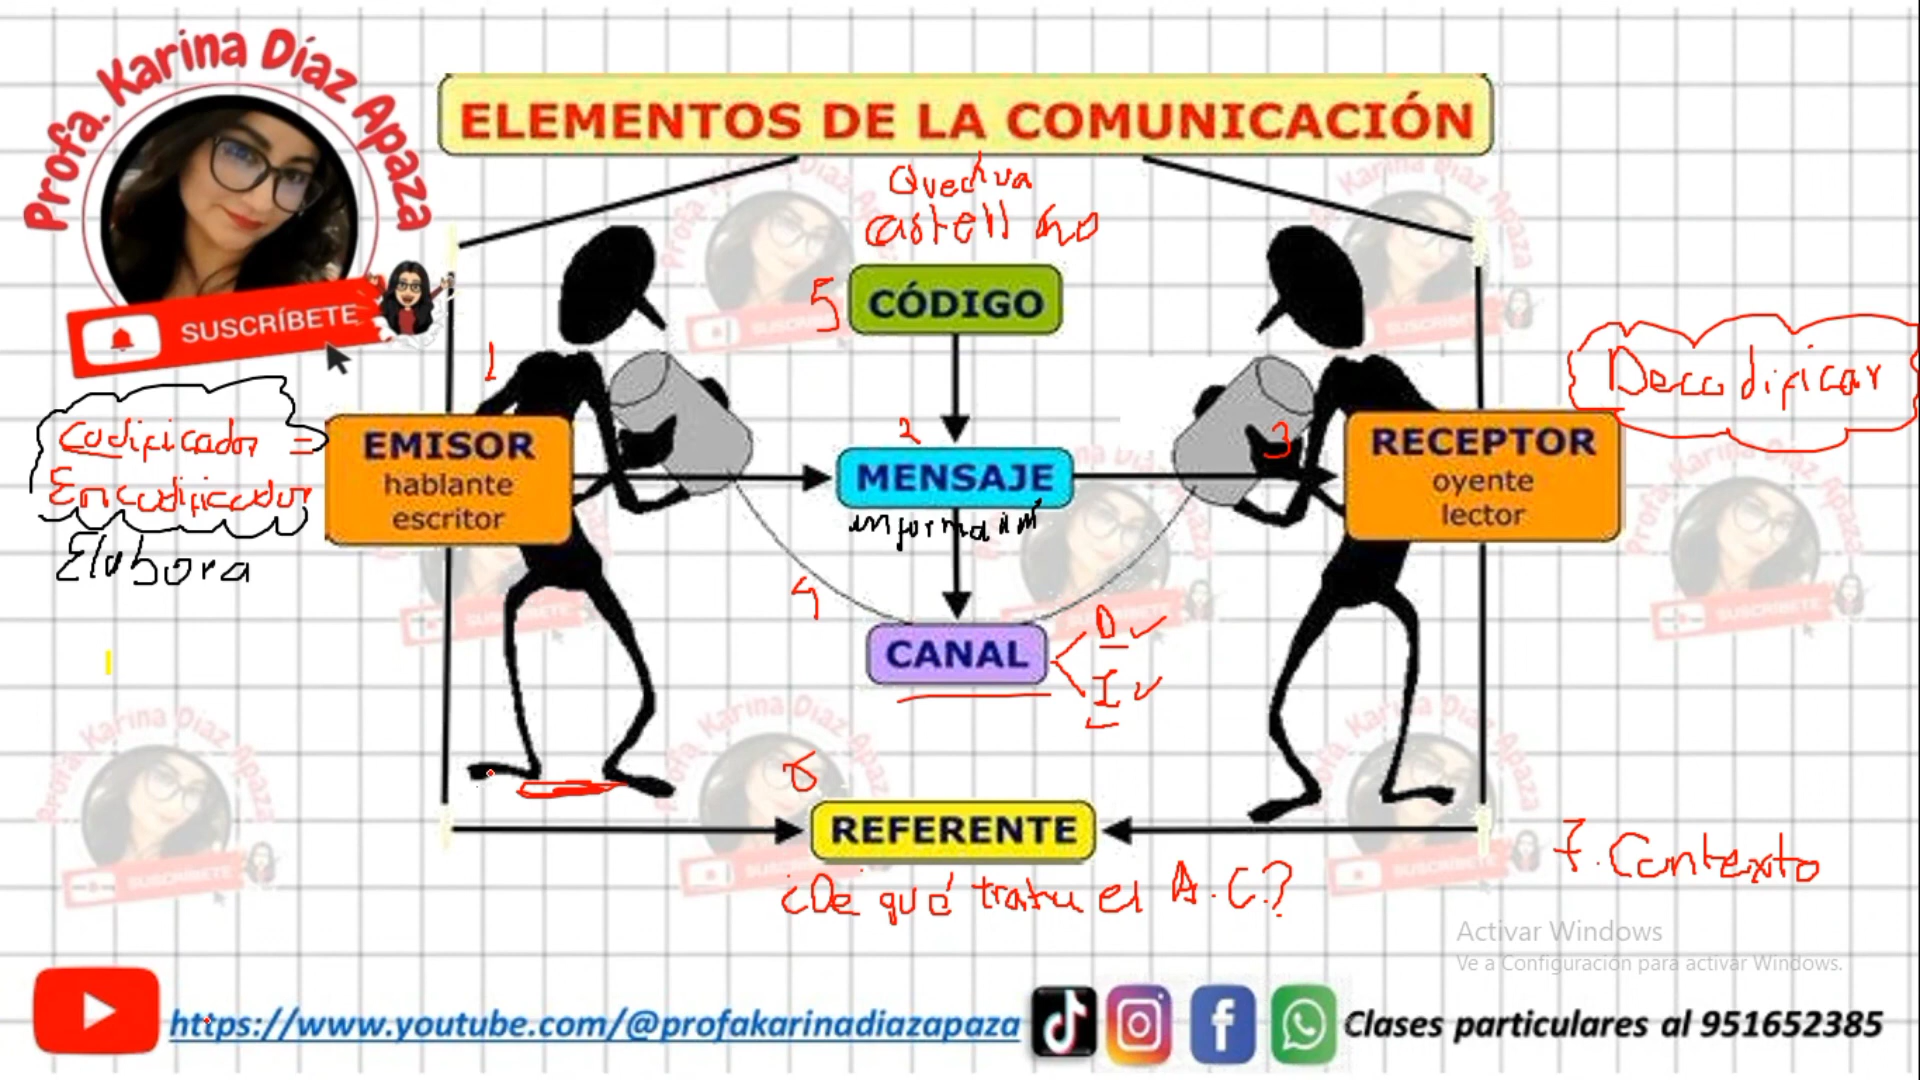 Profa. Karina Díaz Apaza
SUSCRÍBETE
ELEMENTOS DE LA COMUNICACIÓN
Quechua
castellano
5 CÓDIGO
1
Decodificar
Codificador =
Encodificador
Elabora
EMISOR
hablante
escritor
2
MENSAJE
información
3
RECEPTOR
oyente
lector
4
CANAL
D
I
6
REFERENTE
¿De qué trata el A.C.?
7. Contexto
Activar Windows
Ve a Configuración para activar Windows.
https://www.youtube.com/@profakarinadiazapaza
Clases particulares al 951652385